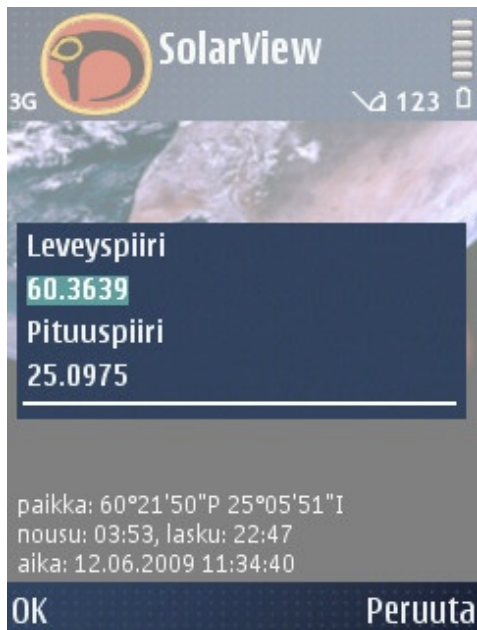 SolarView
3G 123
Leveyspiiri
60.3639
Pituuspiiri
25.0975
paikka: 60°21'50"P 25°05'51"I
nousu: 03:53, lasku: 22:47
aika: 12.06.2009 11:34:40
OK Peruuta